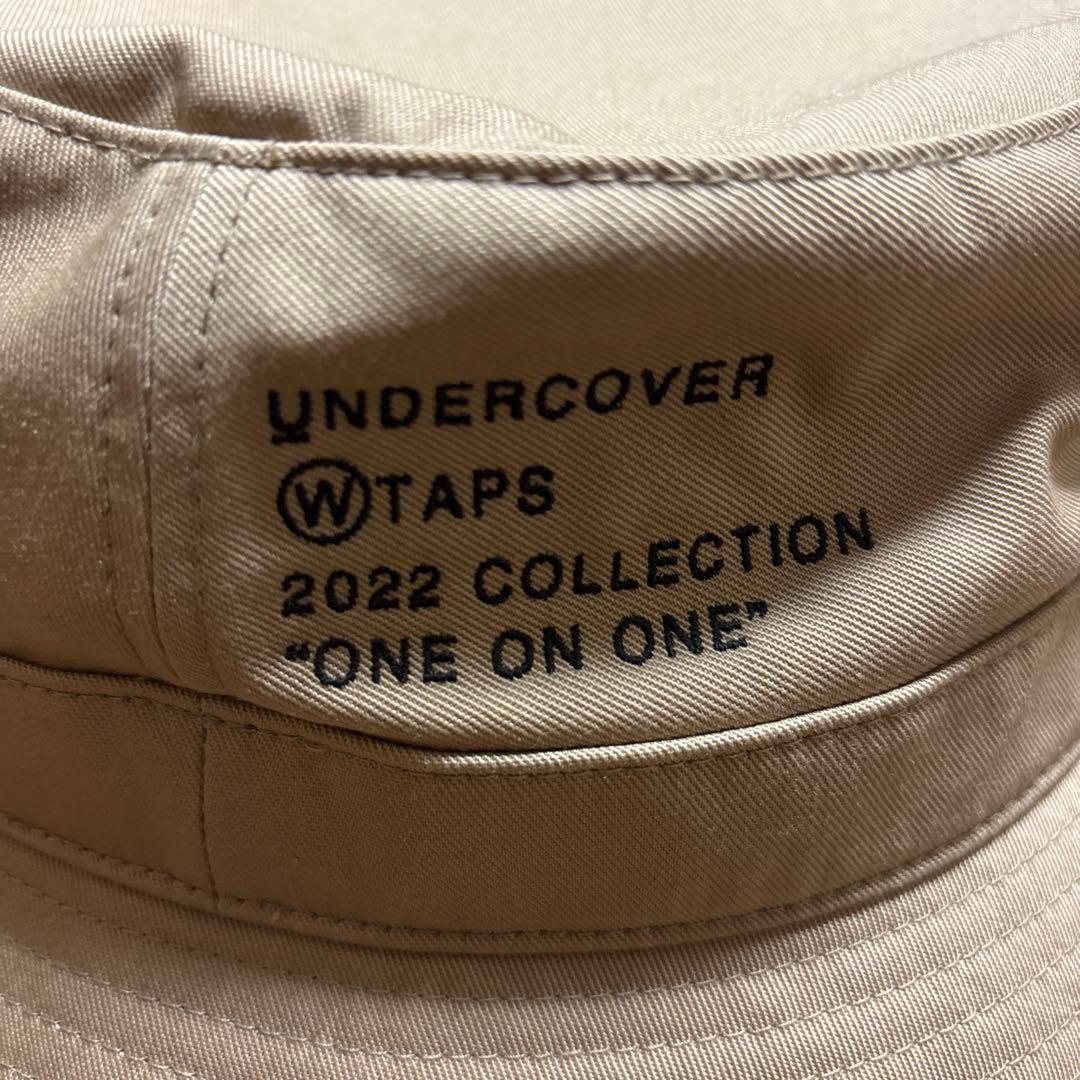 UNDERCOVER
ⓌTAPS
2022 COLLECTION
“ONE ON ONE”